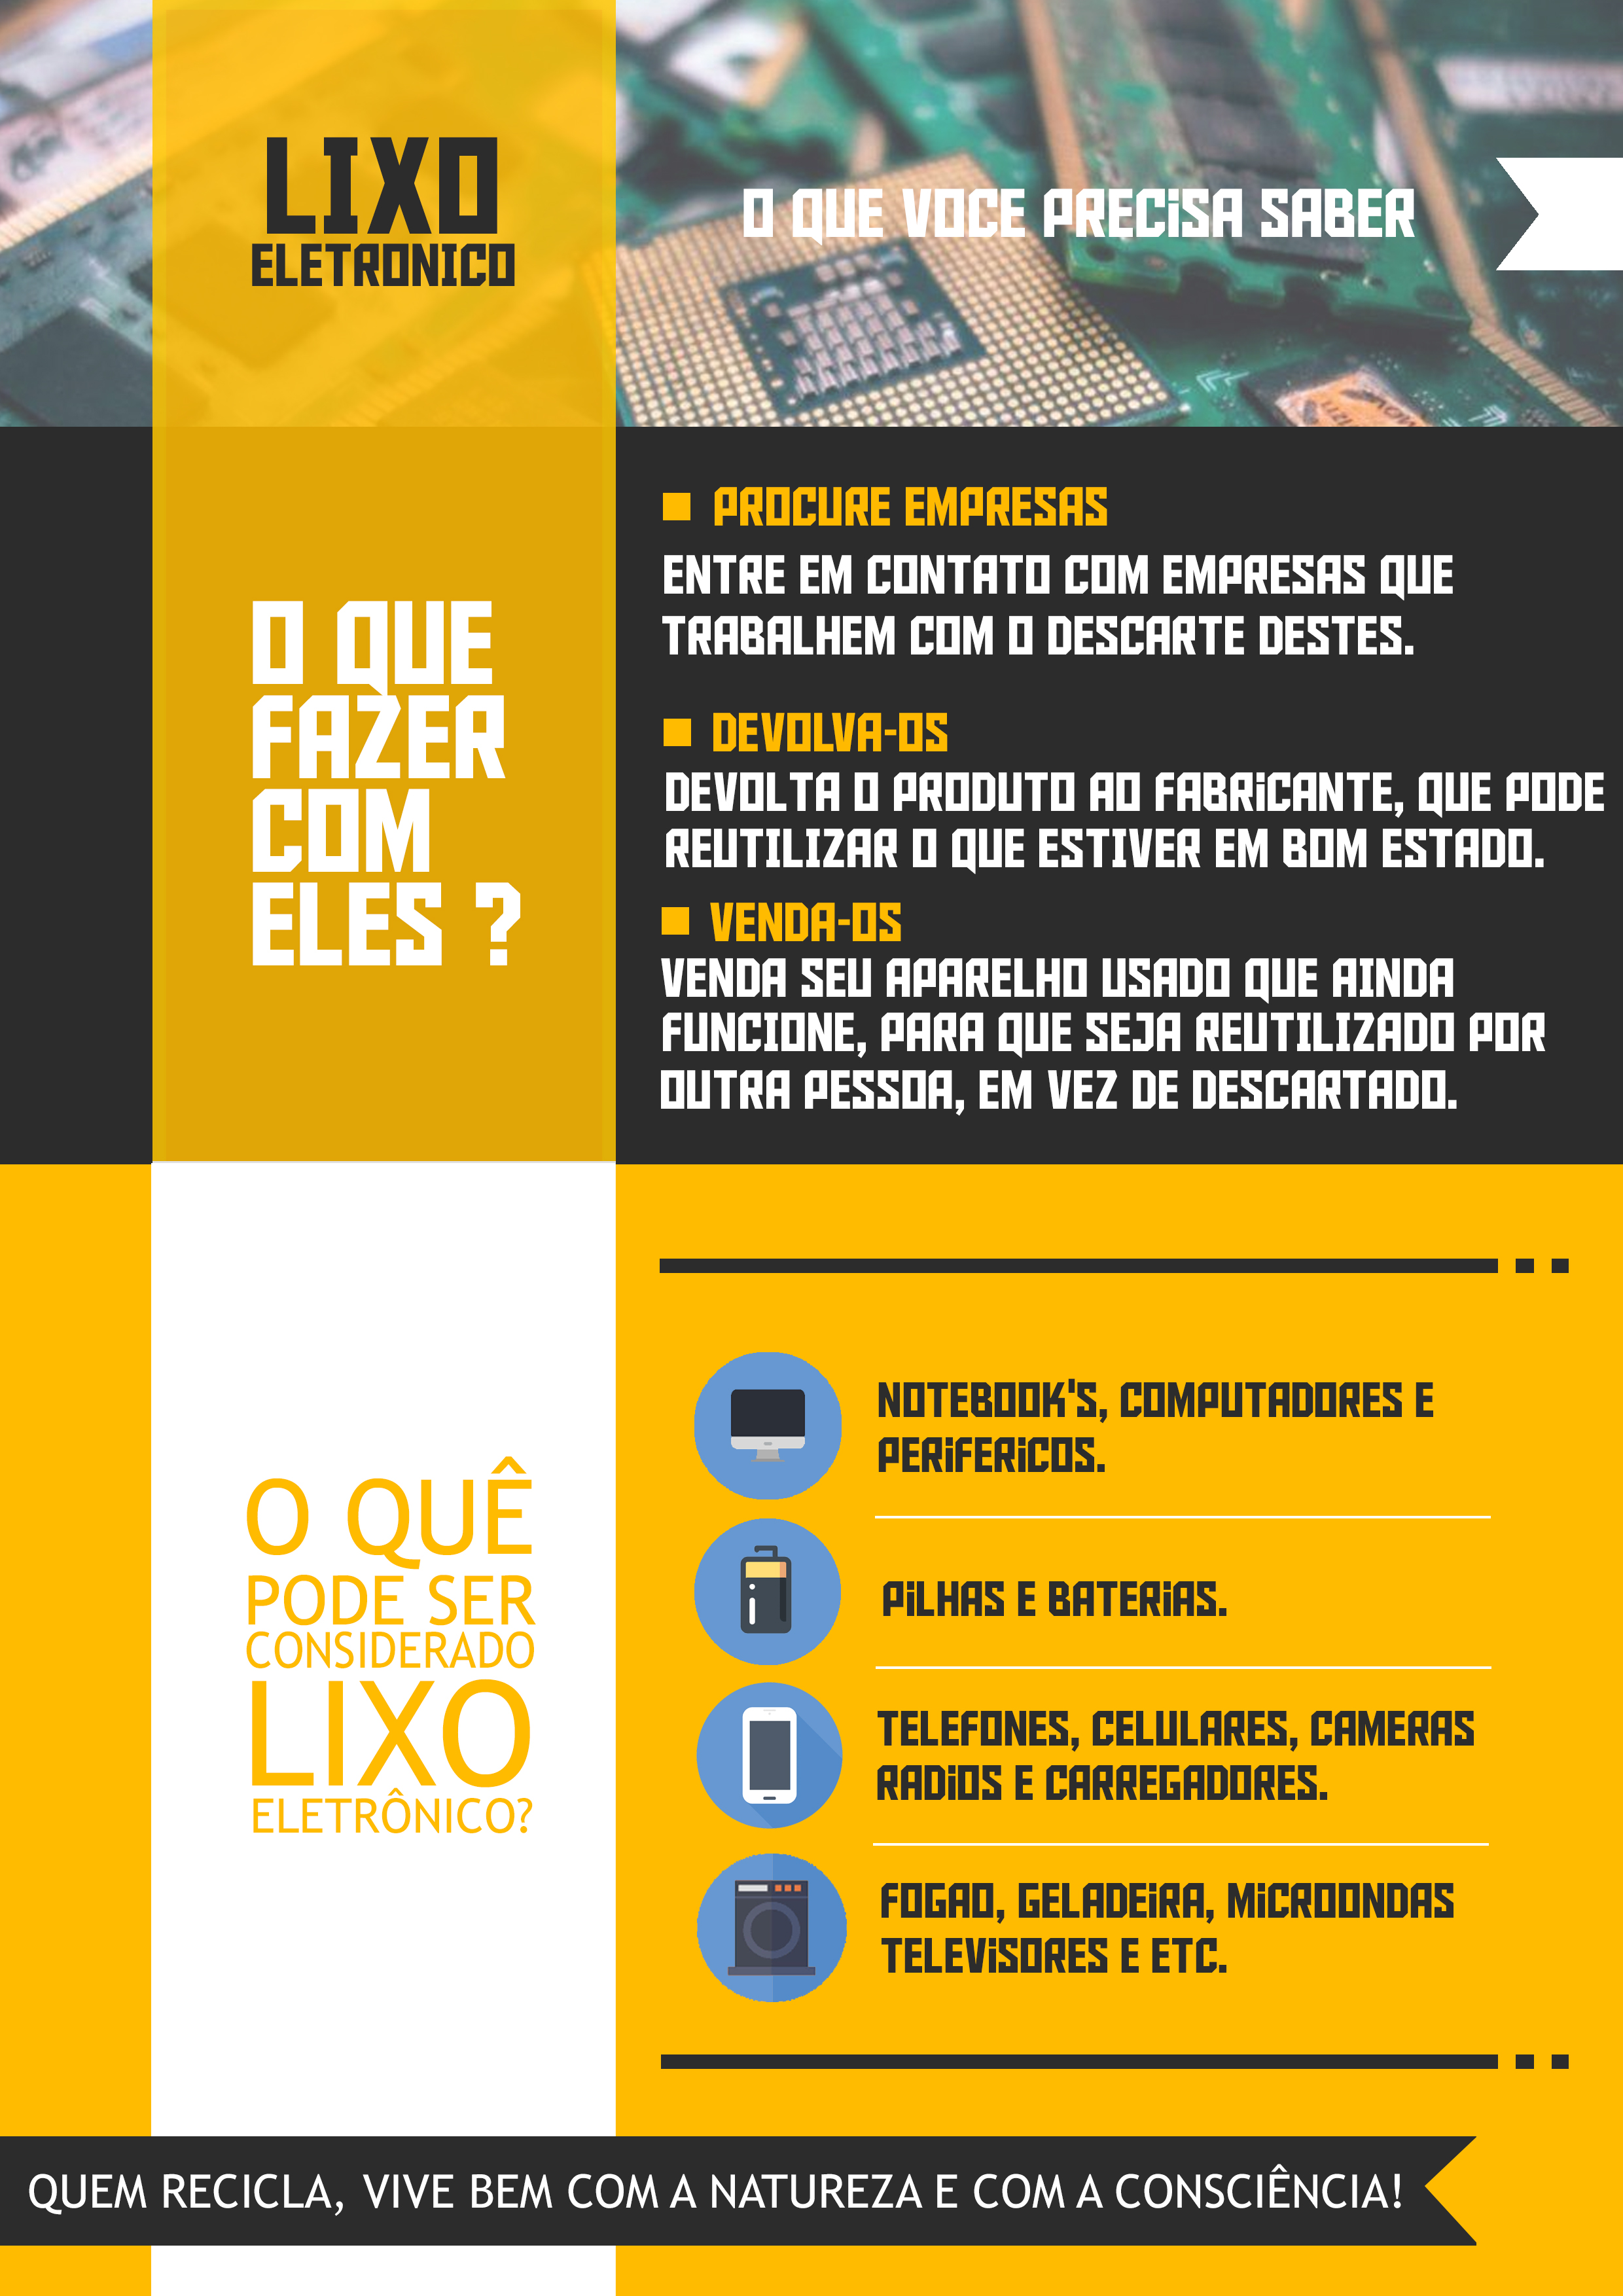 LIXO
ELETRONICO
O QUE VOCE PRECISA SABER
O QUE
FAZER
COM
ELES ?
PROCURE EMPRESAS
ENTRE EM CONTATO COM EMPRESAS QUE
TRABALHEM COM O DESCARTE DESTES.
DEVOLVA-OS
DEVOLTA O PRODUTO AO FABRICANTE, QUE PODE
REUTILIZAR O QUE ESTIVER EM BOM ESTADO.
VENDA-OS
VENDA SEU APARELHO USADO QUE AINDA
FUNCIONE, PARA QUE SEJA REUTILIZADO POR
OUTRA PESSOA, EM VEZ DE DESCARTADO.
O QUÊ
PODE SER
CONSIDERADO
LIXO
ELETRÔNICO?
NOTEBOOK'S, COMPUTADORES E
PERIFERICOS.
PILHAS E BATERIAS.
TELEFONES, CELULARES, CAMERAS
RADIOS E CARREGADORES.
FOGAO, GELADEIRA, MICROONDAS
TELEVISORES E ETC.
QUEM RECICLA, VIVE BEM COM A NATUREZA E COM A CONSCIÊNCIA!